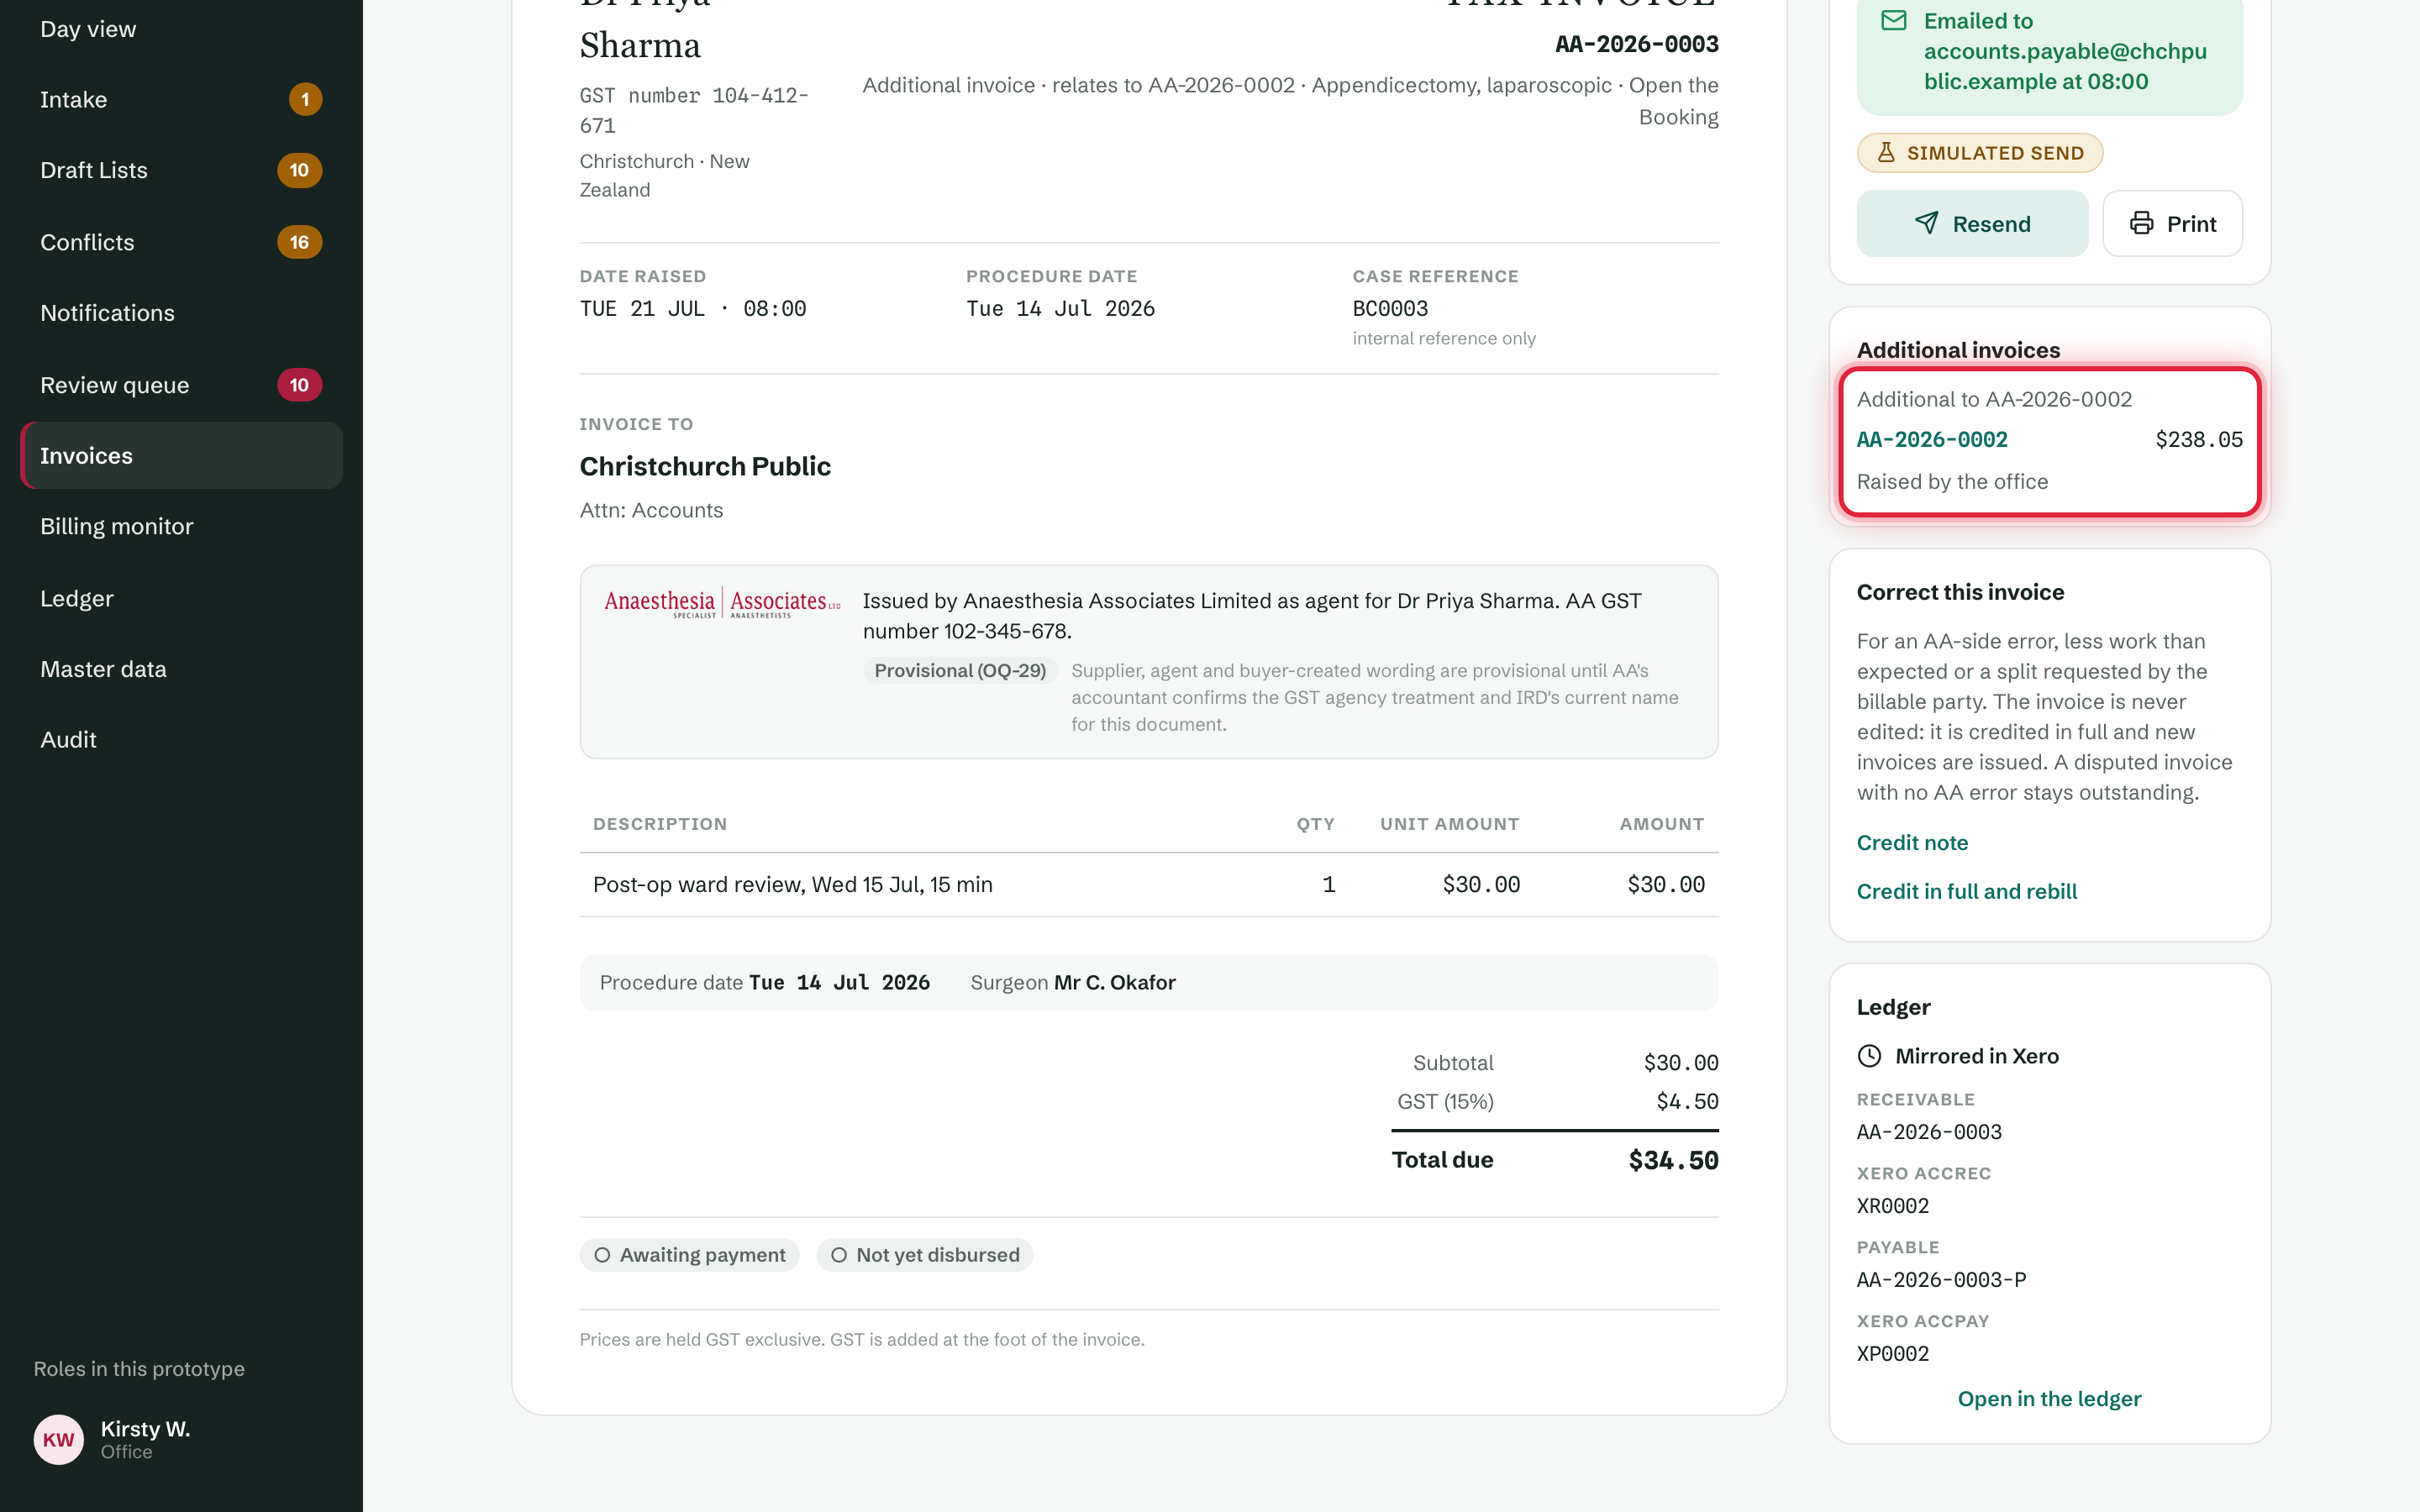 Day view
Intake 1
Draft Lists 10
Conflicts 16
Notifications
Review queue 10
Invoices
Billing monitor
Ledger
Master data
Audit
Roles in this prototype
KW
Kirsty W.
Office
Dr Priya
Sharma
GST number 104-412-
671
Christchurch · New
Zealand
TAX INVOICE
AA-2026-0003
Additional invoice · relates to AA-2026-0002 · Appendicectomy, laparoscopic · Open the
Booking
DATE RAISED
TUE 21 JUL · 08:00
PROCEDURE DATE
Tue 14 Jul 2026
CASE REFERENCE
BC0003
internal reference only
INVOICE TO
Christchurch Public
Attn: Accounts
Anaesthesia Associates LTD
SPECIALIST ANAESTHETISTS
Issued by Anaesthesia Associates Limited as agent for Dr Priya Sharma. AA GST
number 102-345-678.
Provisional (OQ-29)
Supplier, agent and buyer-created wording are provisional until AA's
accountant confirms the GST agency treatment and IRD's current name
for this document.
DESCRIPTION QTY UNIT AMOUNT AMOUNT
Post-op ward review, Wed 15 Jul, 15 min 1 $30.00 $30.00
Procedure date Tue 14 Jul 2026 Surgeon Mr C. Okafor
Subtotal $30.00
GST (15%) $4.50
Total due $34.50
Awaiting payment Not yet disbursed
Prices are held GST exclusive. GST is added at the foot of the invoice.
Emailed to
accounts.payable@chchpu
blic.example at 08:00
SIMULATED SEND
Resend Print
Additional invoices
Additional to AA-2026-0002
AA-2026-0002 $238.05
Raised by the office
Correct this invoice
For an AA-side error, less work than
expected or a split requested by the
billable party. The invoice is never
edited: it is credited in full and new
invoices are issued. A disputed invoice
with no AA error stays outstanding.
Credit note
Credit in full and rebill
Ledger
Mirrored in Xero
RECEIVABLE
AA-2026-0003
XERO ACCREC
XR0002
PAYABLE
AA-2026-0003-P
XERO ACCPAY
XP0002
Open in the ledger